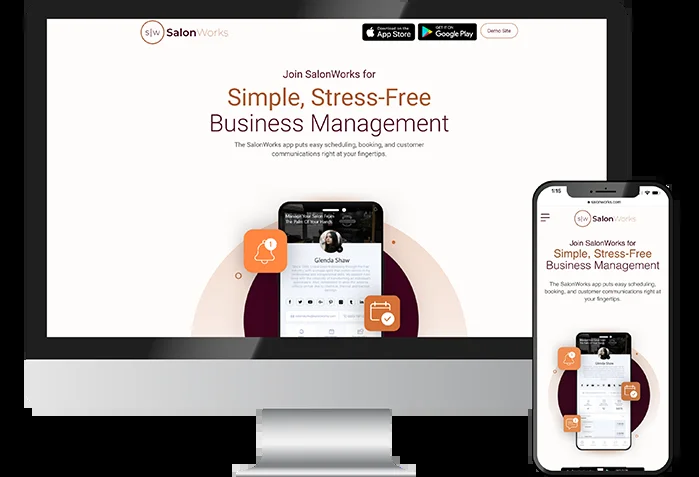 s|w SalonWorks
Download on the
App Store
GET IT ON
Google Play
Demo Site
Join SalonWorks for
Simple, Stress-Free
Business Management
The SalonWorks app puts easy scheduling, booking, and customer
communications right at your fingertips.
Manage Your Salon From
The Palm Of Your Hands
1
Glenda Shaw
1:15
salonworks.com
s|w SalonWorks
Join SalonWorks for
Simple, Stress-Free
Business Management
The SalonWorks app puts easy scheduling,
booking, and customer communications right at
your fingertips.
Glenda Shaw